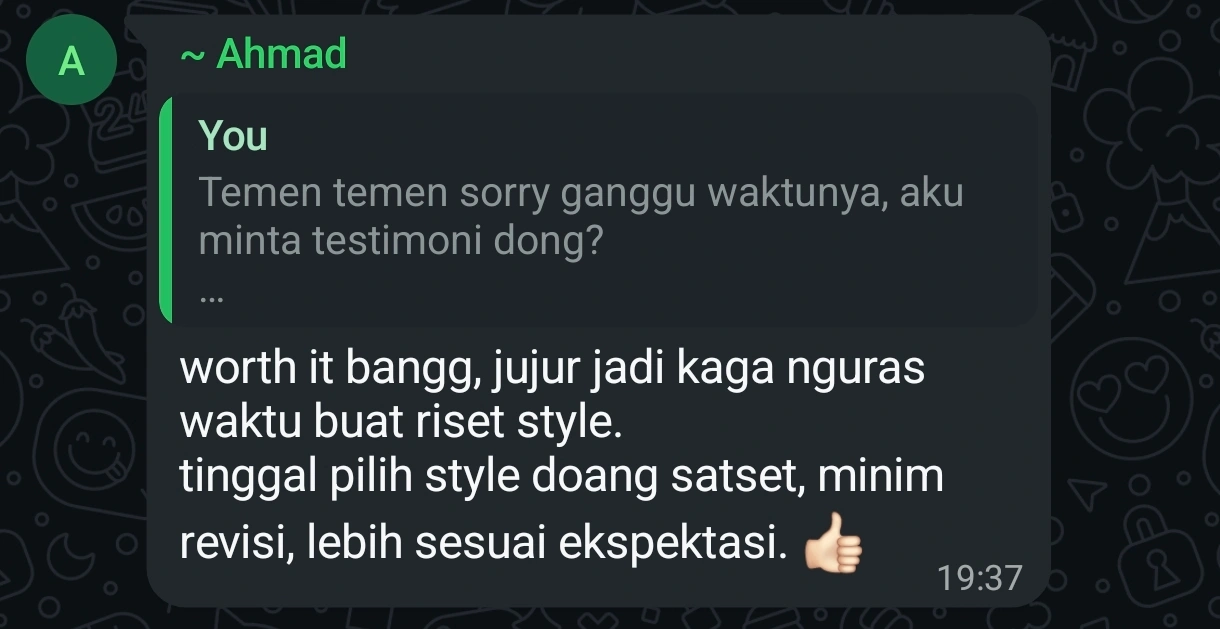 A
~ Ahmad
You
Temen temen sorry ganggu waktunya, aku
minta testimoni dong?
...
worth it bangg, jujur jadi kaga nguras
waktu buat riset style.
tinggal pilih style doang satset, minim
revisi, lebih sesuai ekspektasi. 👍🏻
19:37